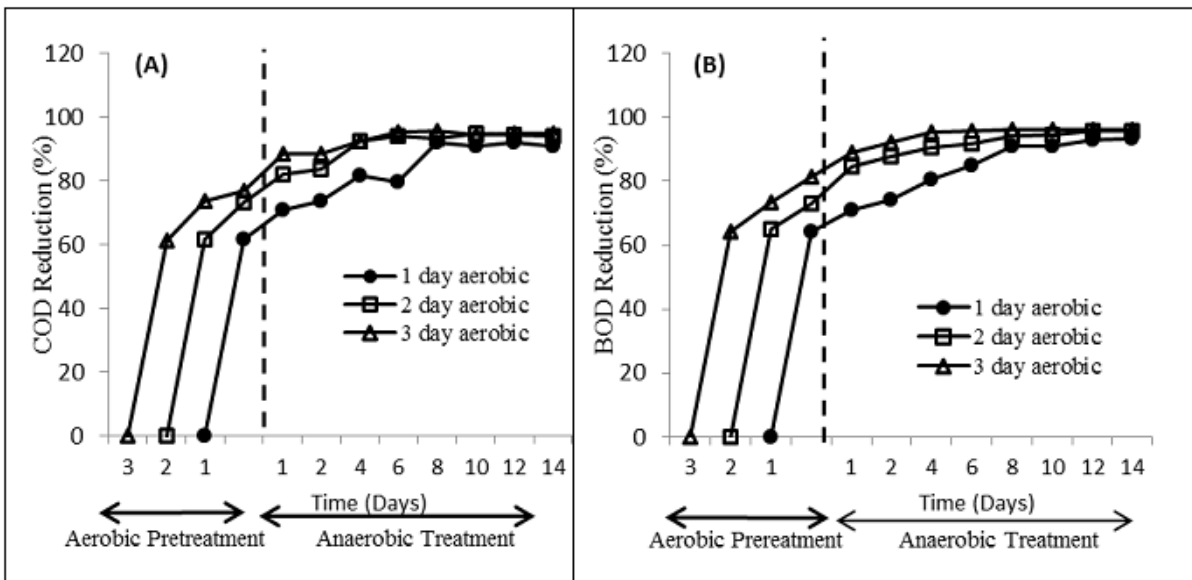 (A)
COD Reduction (%)
120
100
80
60
40
20
0
1 day aerobic
2 day aerobic
3 day aerobic
3 2 1 1 2 4 6 8 10 12 14
Time (Days)
Aerobic Pretreatment Anaerobic Treatment
(B)
BOD Reduction (%)
120
100
80
60
40
20
0
1 day aerobic
2 day aerobic
3 day aerobic
3 2 1 1 2 4 6 8 10 12 14
Time (Days)
Aerobic Prereatment Anaerobic Treatment